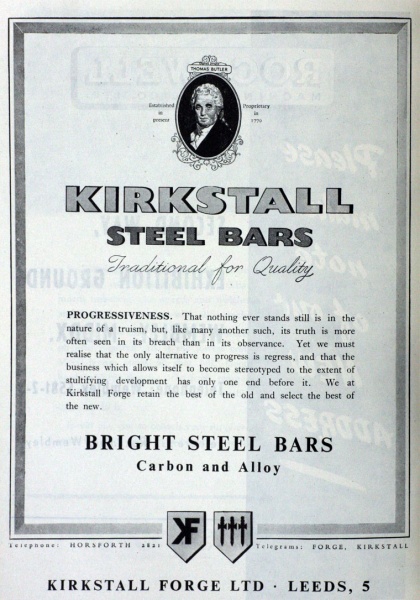 THOMAS BUTLER
Established Proprietary
in in
present 1779
KIRKSTALL
STEEL BARS
Traditional for Quality
PROGRESSIVENESS. That nothing ever stands still is in the
nature of a truism, but, like many another such, its truth is more
often seen in its breach than in its observance. Yet we must
realise that the only alternative to progress is regress, and that the
business which allows itself to become stereotyped to the extent of
stultifying development has only one end before it. We at
Kirkstall Forge retain the best of the old and select the best of
the new.
BRIGHT STEEL BARS
Carbon and Alloy
KF
Telephone: HORSFORTH 2821 Telegrams: FORGE, KIRKSTALL
KIRKSTALL FORGE LTD · LEEDS, 5